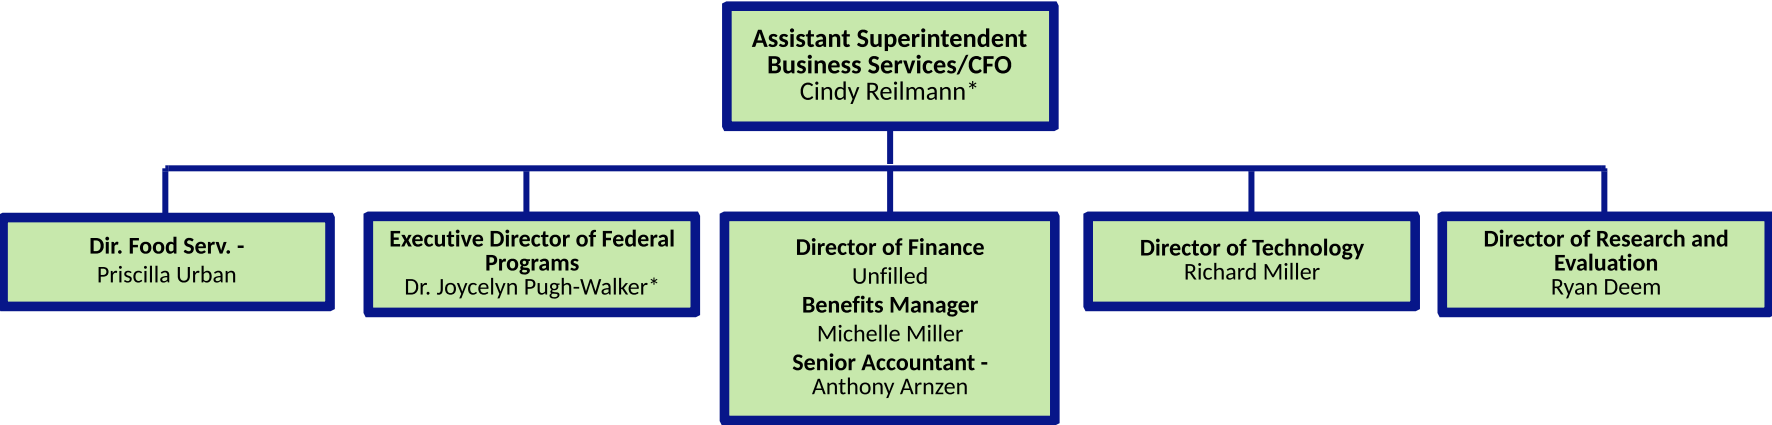 Assistant Superintendent
Business Services/CFO
Cindy Reilmann*
Dir. Food Serv. -
Priscilla Urban
Executive Director of Federal
Programs
Dr. Joycelyn Pugh-Walker*
Director of Finance
Unfilled
Benefits Manager
Michelle Miller
Senior Accountant -
Anthony Arnzen
Director of Technology
Richard Miller
Director of Research and
Evaluation
Ryan Deem